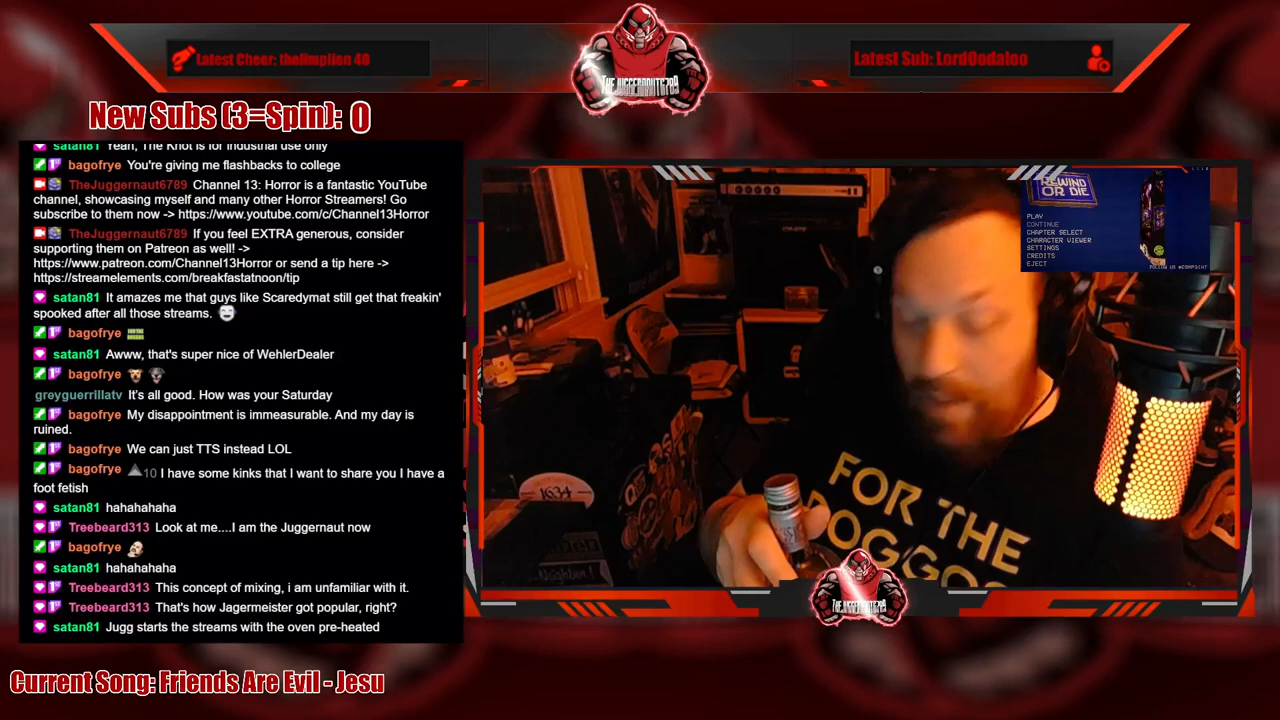 Latest Cheer: theDimption 40
THEJUGGERNAUT6789
Latest Sub: LordOodaloo
New Subs (3=Spin): 0
satan81 Yeah, The Knot is for industrial use only
bagofrye You're giving me flashbacks to college
TheJuggernaut6789 Channel 13: Horror is a fantastic YouTube
channel, showcasing myself and many other Horror Streamers! Go
subscribe to them now -> https://www.youtube.com/c/Channel13Horror
TheJuggernaut6789 If you feel EXTRA generous, consider
supporting them on Patreon as well! ->
https://www.patreon.com/Channel13Horror or send a tip here ->
https://streamelements.com/breakfastatnoon/tip
satan81 It amazes me that guys like Scaredymat still get that freakin'
spooked after all those streams.
bagofrye
satan81 Awww, that's super nice of WehlerDealer
bagofrye
greyguerrillatv It's all good. How was your Saturday
bagofrye My disappointment is immeasurable. And my day is
ruined.
bagofrye We can just TTS instead LOL
bagofrye 10 I have some kinks that I want to share you I have a
foot fetish
satan81 hahahahaha
Treebeard313 Look at me....I am the Juggernaut now
bagofrye
satan81 hahahahaha
Treebeard313 This concept of mixing, i am unfamiliar with it.
Treebeard313 That's how Jagermeister got popular, right?
satan81 Jugg starts the streams with the oven pre-heated
REWIND
OR DIE
PLAY
CONTINUE
CHAPTER SELECT
CHARACTER VIEWER
SETTINGS
CREDITS
EJECT
FOLLOW US @COMP3INT
1634
FOR THE
DOGGOS
THEJUGGERNAUT6789
Current Song: Friends Are Evil - Jesu